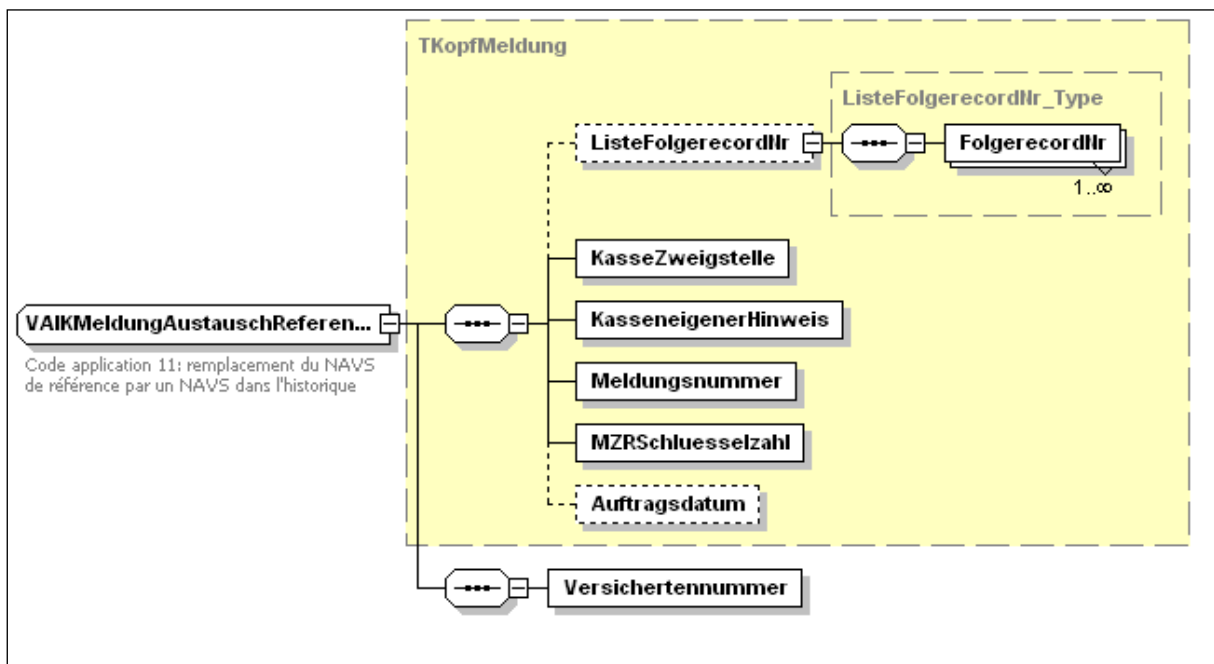 TKopfMeldung
ListeFolgerecordNr_Type
ListeFolgerecordNr
FolgerecordNr
1..∞
KasseZweigstelle
KasseneigenerHinweis
VAIKMeldungAustauschReferen...
Meldungsnummer
Code application 11: remplacement du NAVS
de référence par un NAVS dans l'historique
MZRSchluesselzahl
Auftragsdatum
Versichertennummer